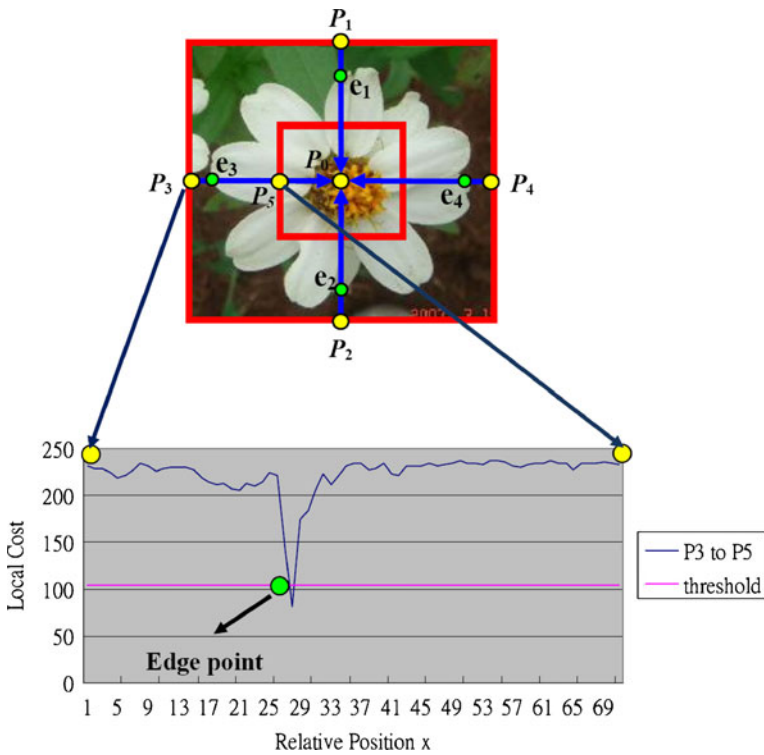 P1
e1
e3
P0
P3
P5
e4
P4
e2
P2
250
200
150
100
50
0
Local Cost
Edge point
P3 to P5
threshold
1 5 9 13 17 21 25 29 33 37 41 45 49 53 57 61 65 69
Relative Position x